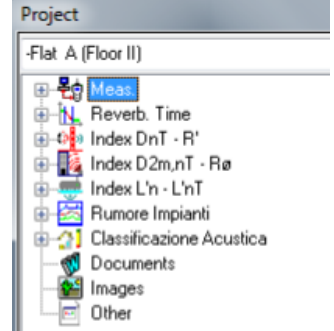 Project
-Flat A (Floor II)
Meas.
Reverb. Time
Index DnT - R'
Index D2m,nT - Rø
Index L'n - L'nT
Rumore Impianti
Classificazione Acustica
Documents
Images
Other